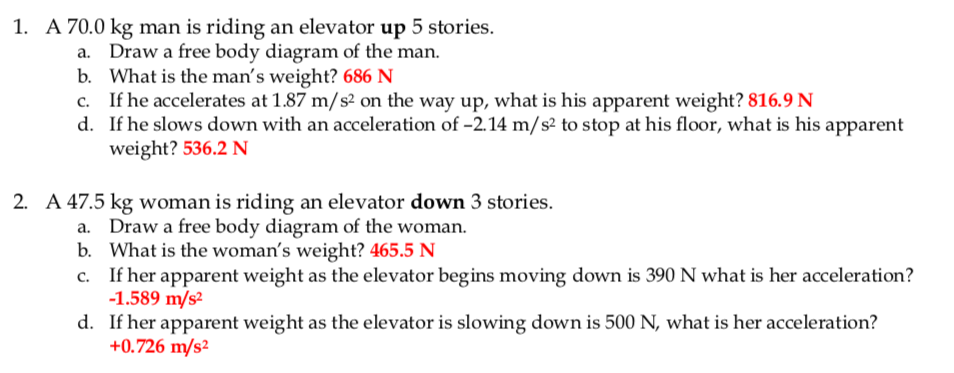 1. A 70.0 kg man is riding an elevator up 5 stories.
a. Draw a free body diagram of the man.
b. What is the man's weight? 686 N
c. If he accelerates at 1.87 m/s² on the way up, what is his apparent weight? 816.9 N
d. If he slows down with an acceleration of –2.14 m/s² to stop at his floor, what is his apparent
weight? 536.2 N
2. A 47.5 kg woman is riding an elevator down 3 stories.
a. Draw a free body diagram of the woman.
b. What is the woman's weight? 465.5 N
c. If her apparent weight as the elevator begins moving down is 390 N what is her acceleration?
-1.589 m/s²
d. If her apparent weight as the elevator is slowing down is 500 N, what is her acceleration?
+0.726 m/s²